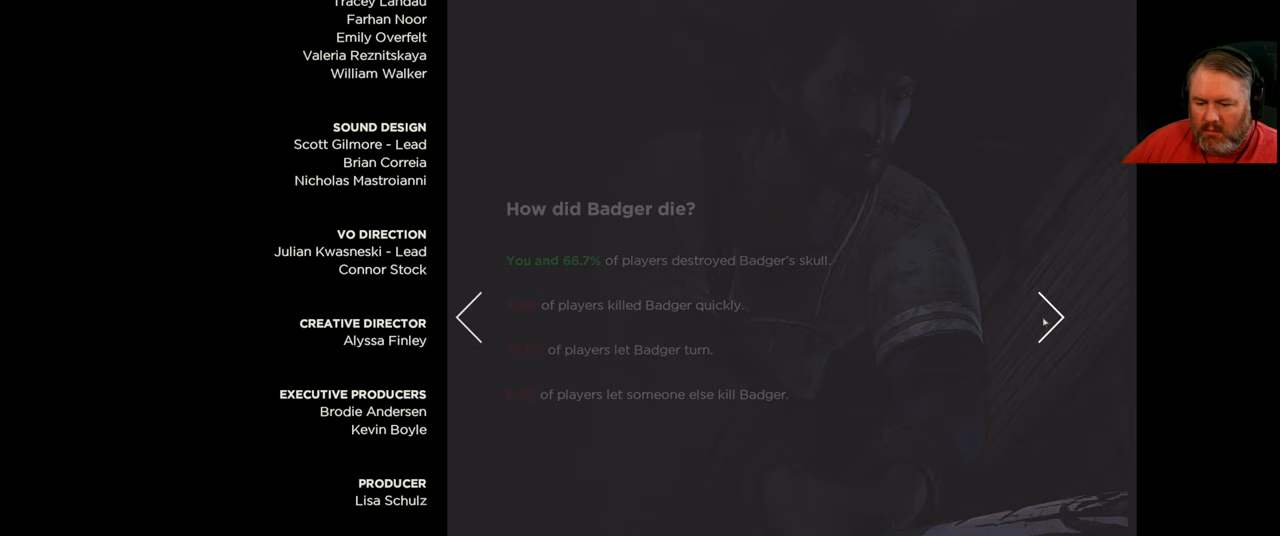 Tracey Landau
Farhan Noor
Emily Overfelt
Valeria Reznitskaya
William Walker
SOUND DESIGN
Scott Gilmore - Lead
Brian Correia
Nicholas Mastroianni
VO DIRECTION
Julian Kwasneski - Lead
Connor Stock
CREATIVE DIRECTOR
Alyssa Finley
EXECUTIVE PRODUCERS
Brodie Andersen
Kevin Boyle
PRODUCER
Lisa Schulz
How did Badger die?
You and 66.7% of players destroyed Badger's skull.
of players killed Badger quickly.
of players let Badger turn.
of players let someone else kill Badger.